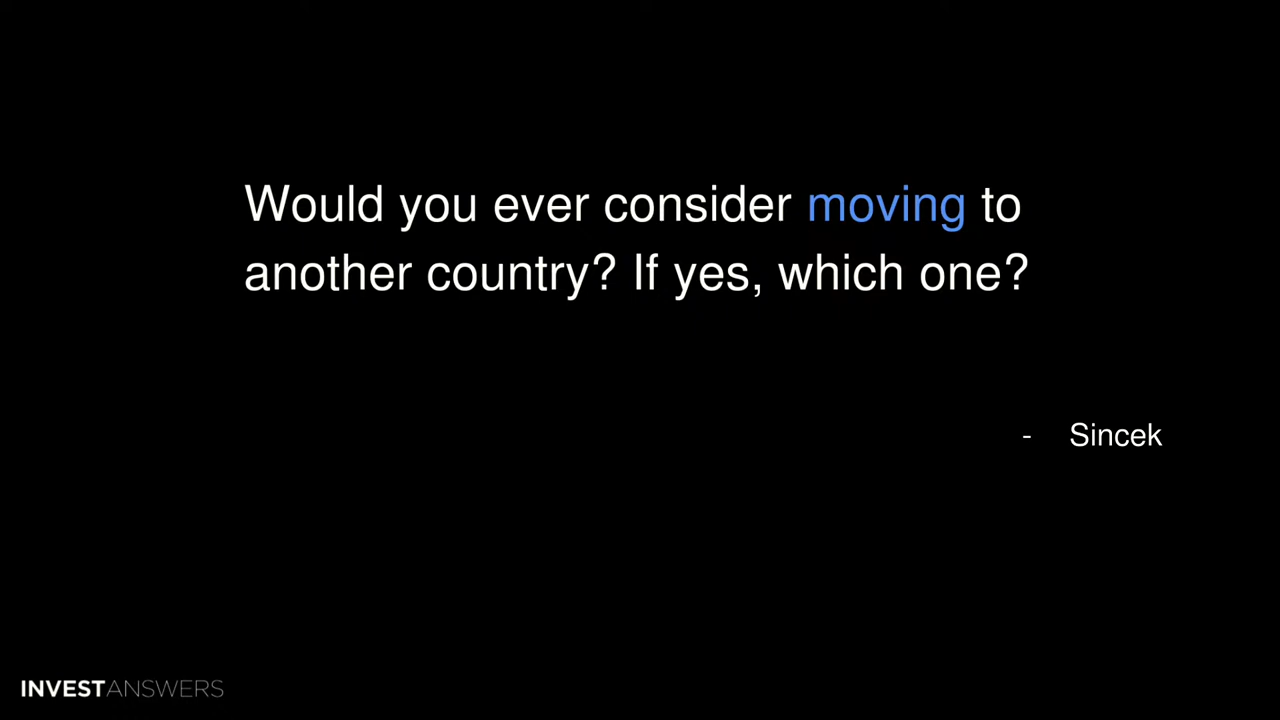 Would you ever consider moving to
another country? If yes, which one?
- Sincek
INVESTANSWERS